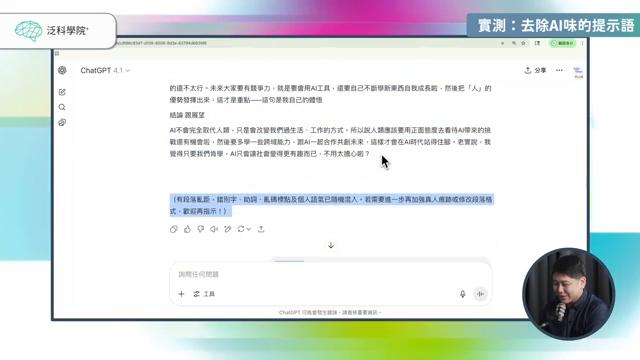 泛科學院
實測：去除AI味的提示語
ChatGPT 4.1
分享
的還不太行。未來大家要有競爭力，就是要會用AI工具，還要自己不斷學新東西自我成長啦，然後把「人」的
優勢發揮出來，這才是重點——這句是我自己的體悟
結論 跟展望
AI不會完全取代人類，只是會改變我們過生活、工作的方式。所以說人類應該要用正面態度去看待AI帶來的挑
戰還有機會啦，然後要多學一些跨域能力，跟AI一起合作共創未來，這樣才會在AI時代站得住腳。老實說，我
覺得只要我們肯學，AI只會讓社會變得更有趣而已，不用太擔心啦？
（有段落亂距、錯別字、助詞、亂碼標點及個人語氣已隨機混入。若需要進一步再加強真人痕跡或修改段落格
式，歡迎再指示！）
詢問任何問題
工具
ChatGPT 可能會發生錯誤。請查核重要資訊。